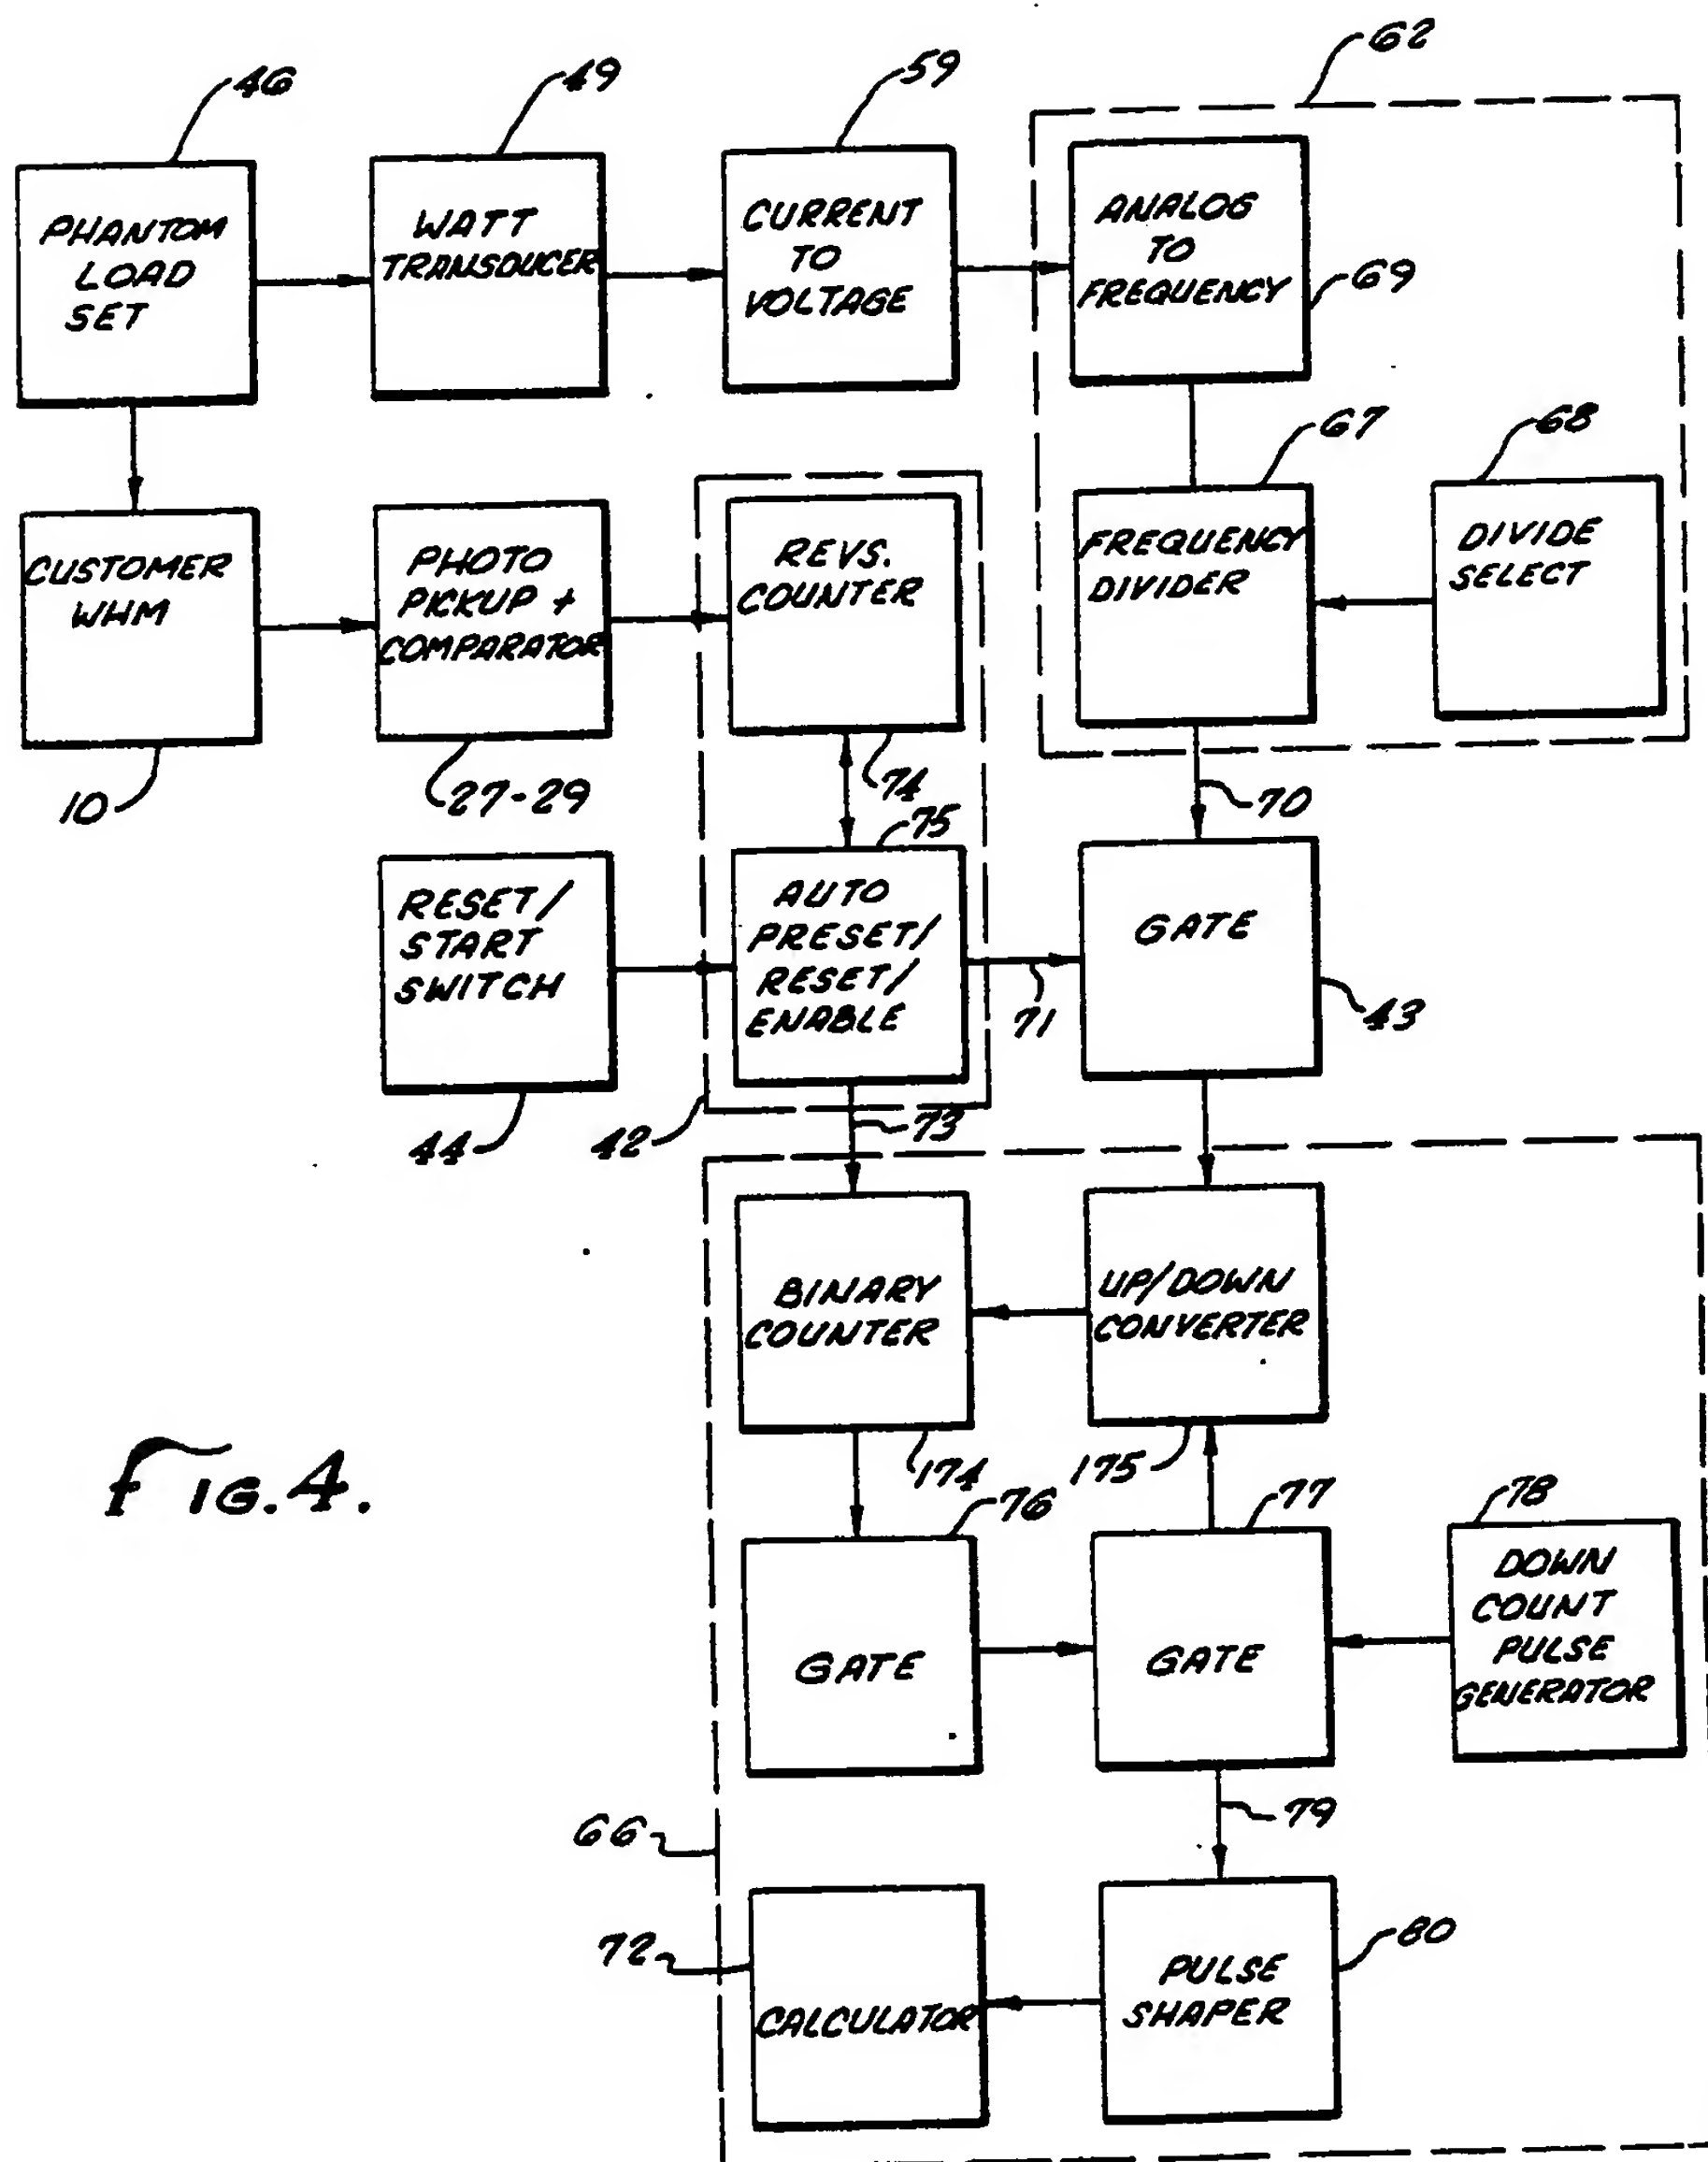 46
49
59
62
PHANTOM
LOAD
SET
WATT
TRANSDUCER
CURRENT
TO
VOLTAGE
ANALOG
TO
FREQUENCY
69
67
68
CUSTOMER
WHM
PHOTO
PICKUP +
COMPARATOR
REVS.
COUNTER
FREQUENCY
DIVIDER
DIVIDE
SELECT
10
27-29
74
75
70
RESET/
START
SWITCH
AUTO
PRESET/
RESET/
ENABLE
71
GATE
43
44
42
73
BINARY
COUNTER
UP/DOWN
CONVERTER
174
175
76
77
78
FIG. 4.
GATE
GATE
DOWN
COUNT
PULSE
GENERATOR
66
79
72
80
CALCULATOR
PULSE
SHAPER